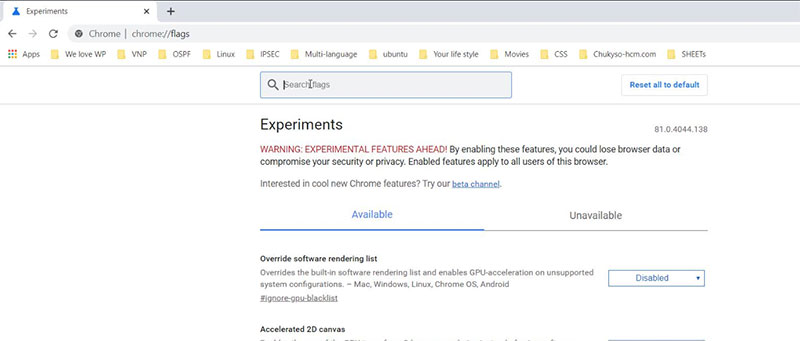 Experiments
Chrome | chrome://flags
Apps We love WP VNP OSPF Linux IPSEC Multi-language ubuntu Your life style Movies CSS Chukyso-hcm.com SHEETs
Search flags
Reset all to default
Experiments
81.0.4044.138
WARNING: EXPERIMENTAL FEATURES AHEAD! By enabling these features, you could lose browser data or
compromise your security or privacy. Enabled features apply to all users of this browser.
Interested in cool new Chrome features? Try our beta channel.
Available
Unavailable
Override software rendering list
Overrides the built-in software rendering list and enables GPU-acceleration on unsupported
system configurations. – Mac, Windows, Linux, Chrome OS, Android
Disabled
#ignore-gpu-blacklist
Accelerated 2D canvas